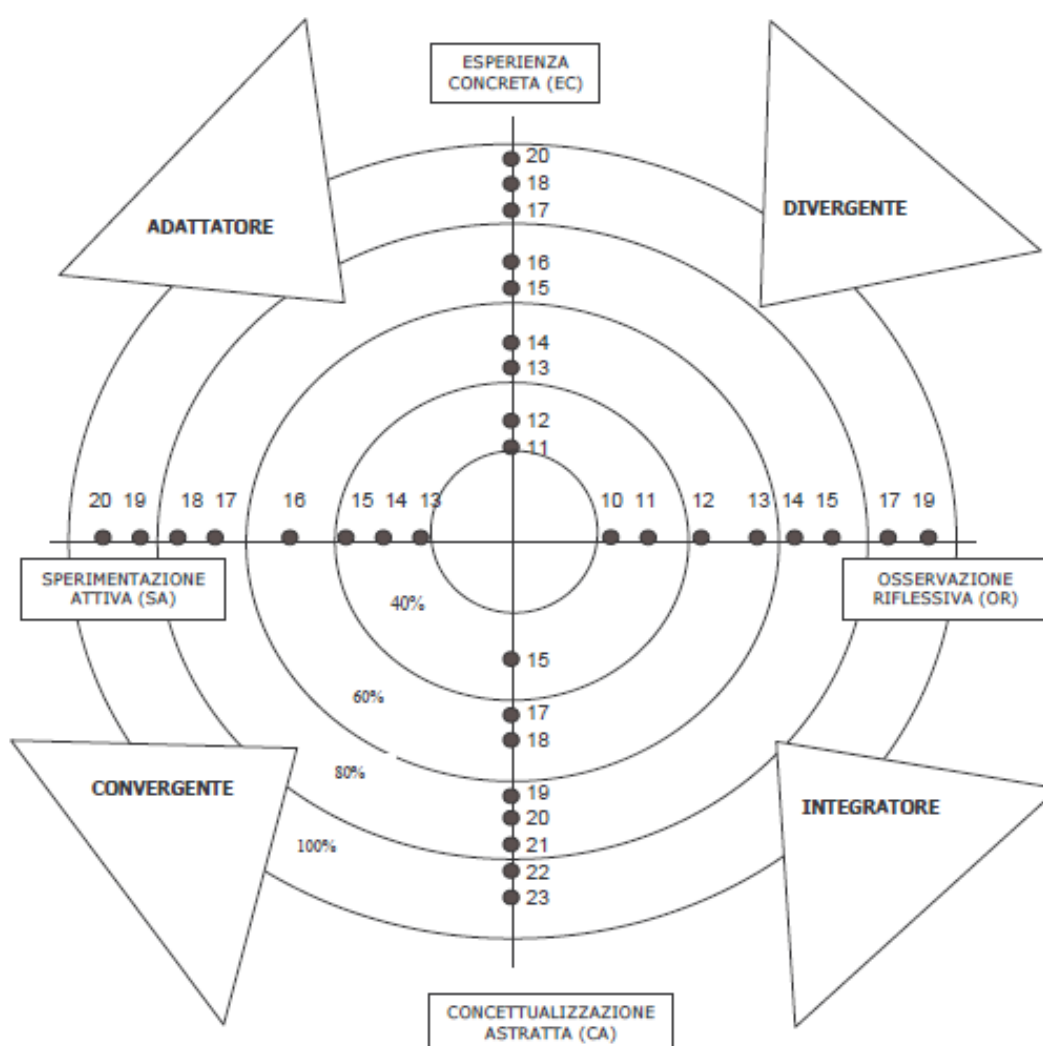 ESPERIENZA
CONCRETA (EC)
20
18
17
ADATTATORE
DIVERGENTE
16
15
14
13
12
11
20 19 18 17 16 15 14 13 10 11 12 13 14 15 17 19
SPERIMENTAZIONE
ATTIVA (SA)
OSSERVAZIONE
RIFLESSIVA (OR)
40%
15
60%
17
18
80%
CONVERGENTE
19
INTEGRATORE
20
100%
21
22
23
CONCETTUALIZZAZIONE
ASTRATTA (CA)